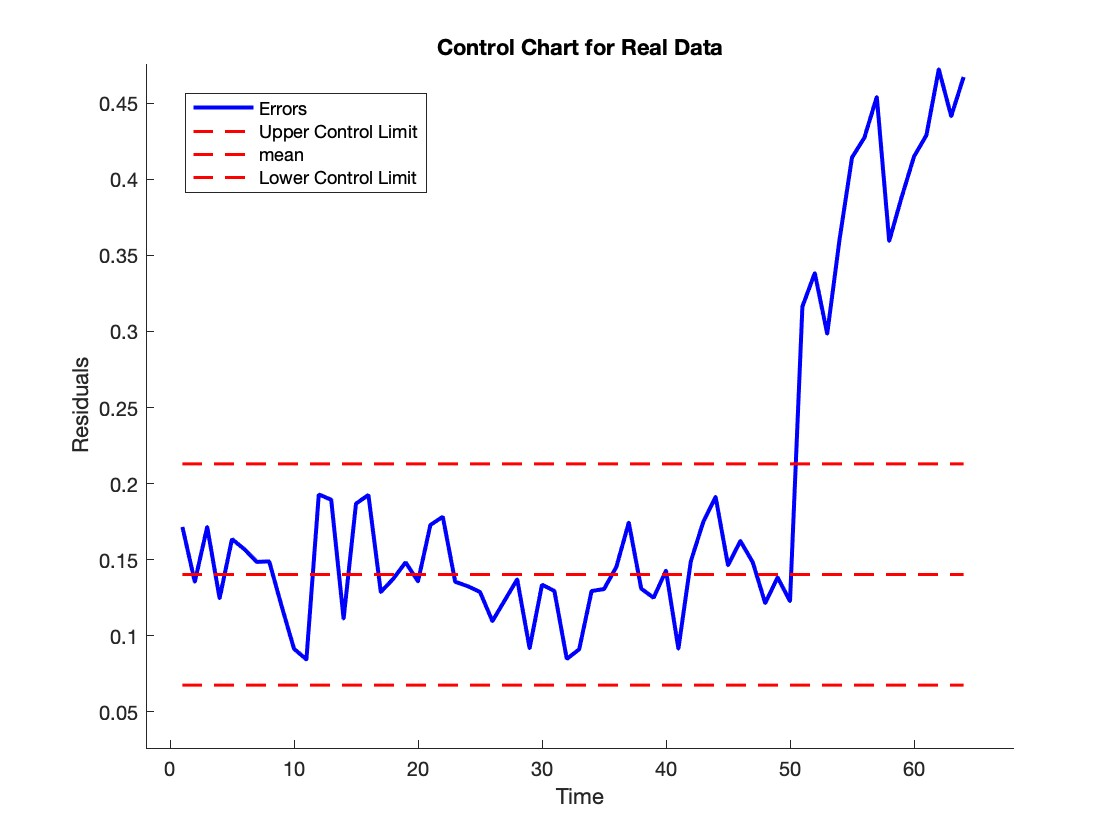 Control Chart for Real Data
Errors
Upper Control Limit
mean
Lower Control Limit
0.45
0.4
0.35
0.3
0.25
0.2
0.15
0.1
0.05
Residuals
0 10 20 30 40 50 60
Time